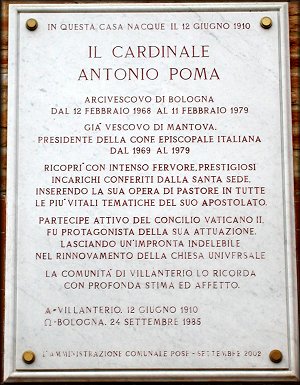 IN QUESTA CASA NACQUE IL 12 GIUGNO 1910
IL CARDINALE
ANTONIO POMA
ARCIVESCOVO DI BOLOGNA
DAL 12 FEBBRAIO 1968 AL 11 FEBBRAIO 1979
GIA' VESCOVO DI MANTOVA.
PRESIDENTE DELLA CONE EPISCOPALE ITALIANA
DAL 1969 AL 1979
RICOPRI' CON INTENSO FERVORE, PRESTIGIOSI
INCARICHI CONFERITI DALLA SANTA SEDE.
INSERENDO LA SUA OPERA DI PASTORE IN TUTTE
LE PIU' VITALI TEMATICHE DEL SUO APOSTOLATO.
PARTECIPE ATTIVO DEL CONCILIO VATICANO II,
FU PROTAGONISTA DELLA SUA ATTUAZIONE.
LASCIANDO UN'IMPRONTA INDELEBILE
NEL RINNOVAMENTO DELLA CHIESA UNIVERSALE
LA COMUNITA' DI VILLANTERIO LO RICORDA
CON PROFONDA STIMA ED AFFETTO.
A-VILLANTERIO, 12 GIUGNO 1910
Ω-BOLOGNA, 24 SETTEMBRE 1985
L'AMMINISTRAZIONE COMUNALE POSE - SETTEMBRE 2002